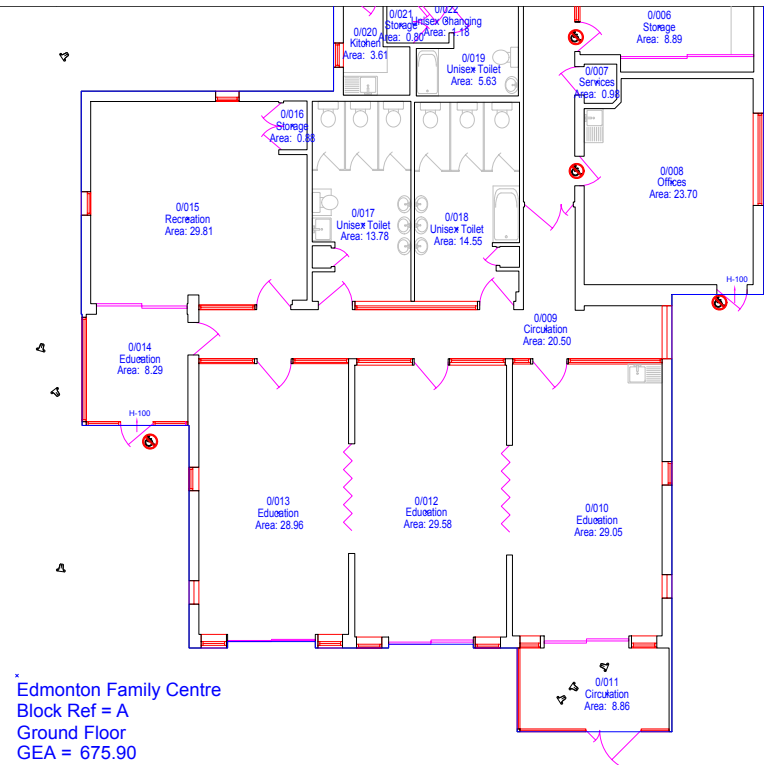 0/021
Storage
Area: 0.80
0/022
Unisex Changing
Area: 1.18
0/006
Storage
Area: 8.89
0/020
Kitchen
Area: 3.61
0/019
Unisex Toilet
Area: 5.63
0/007
Services
Area: 0.98
0/016
Storage
Area: 0.88
0/008
Offices
Area: 23.70
0/015
Recreation
Area: 29.81
0/017
Unisex Toilet
Area: 13.78
0/018
Unisex Toilet
Area: 14.55
H-100
0/009
Circulation
Area: 20.50
0/014
Education
Area: 8.29
H-100
0/013
Education
Area: 28.96
0/012
Education
Area: 29.58
0/010
Education
Area: 29.05
0/011
Circulation
Area: 8.86
Edmonton Family Centre
Block Ref = A
Ground Floor
GEA = 675.90